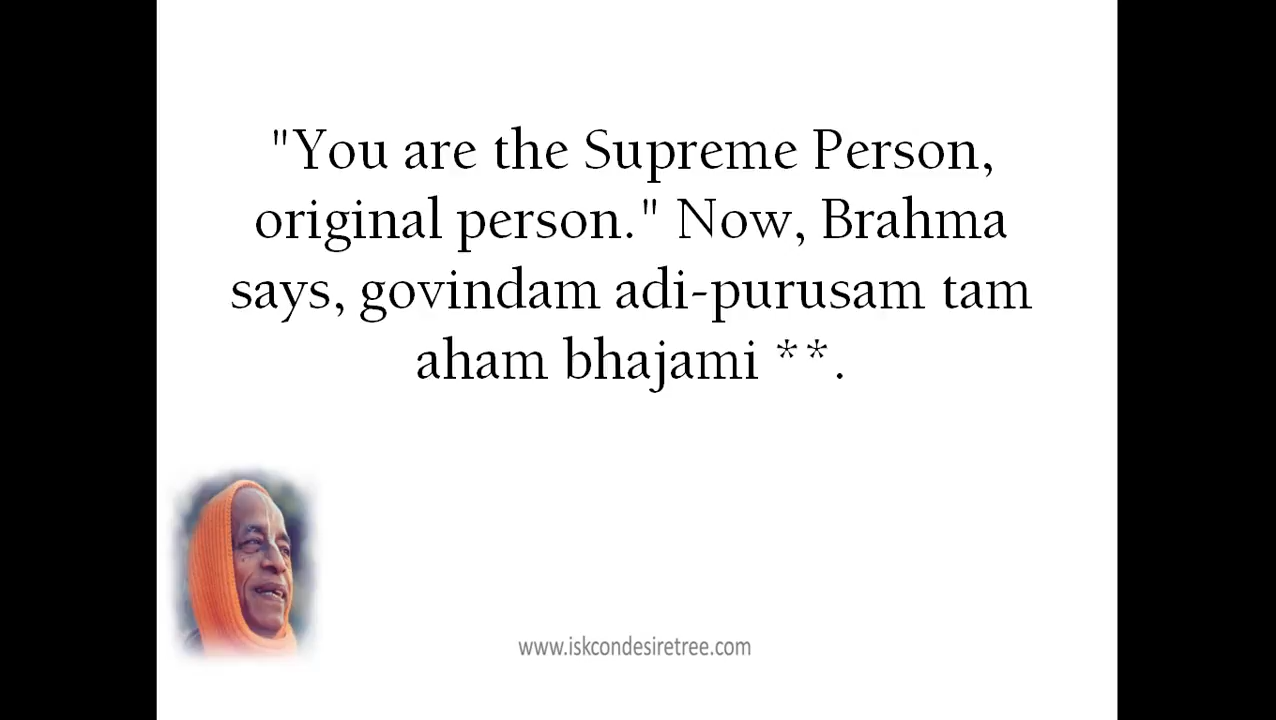 "You are the Supreme Person,
original person." Now, Brahma
says, govindam adi-purusam tam
aham bhajami **.
www.iskcondesiretree.com